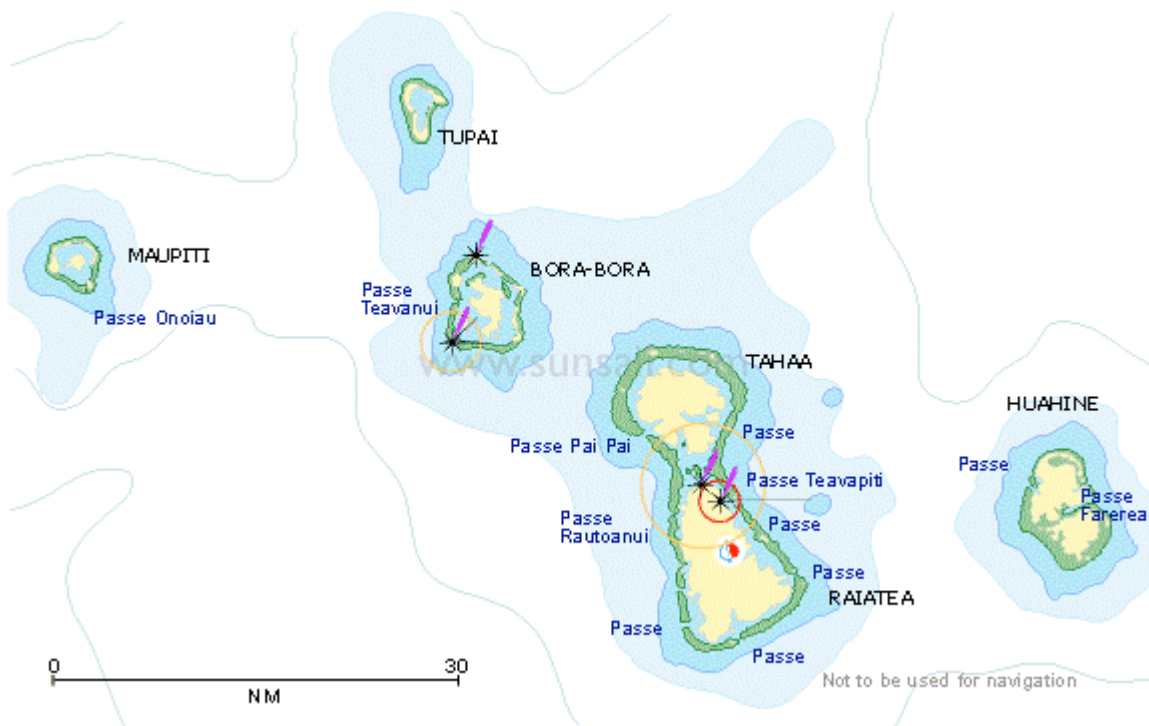 TUPAI
MAUPITI
BORA-BORA
Passe
Teavanui
Passe Onoiau
www.sunsail.com
TAHAA
HUAHINE
Passe Pai Pai
Passe
Passe
Passe Teavapiti
Passe
Farerea
Passe
Rautoanui
Passe
Passe
RAIATEA
Passe
Passe
0
30
NM
Not to be used for navigation